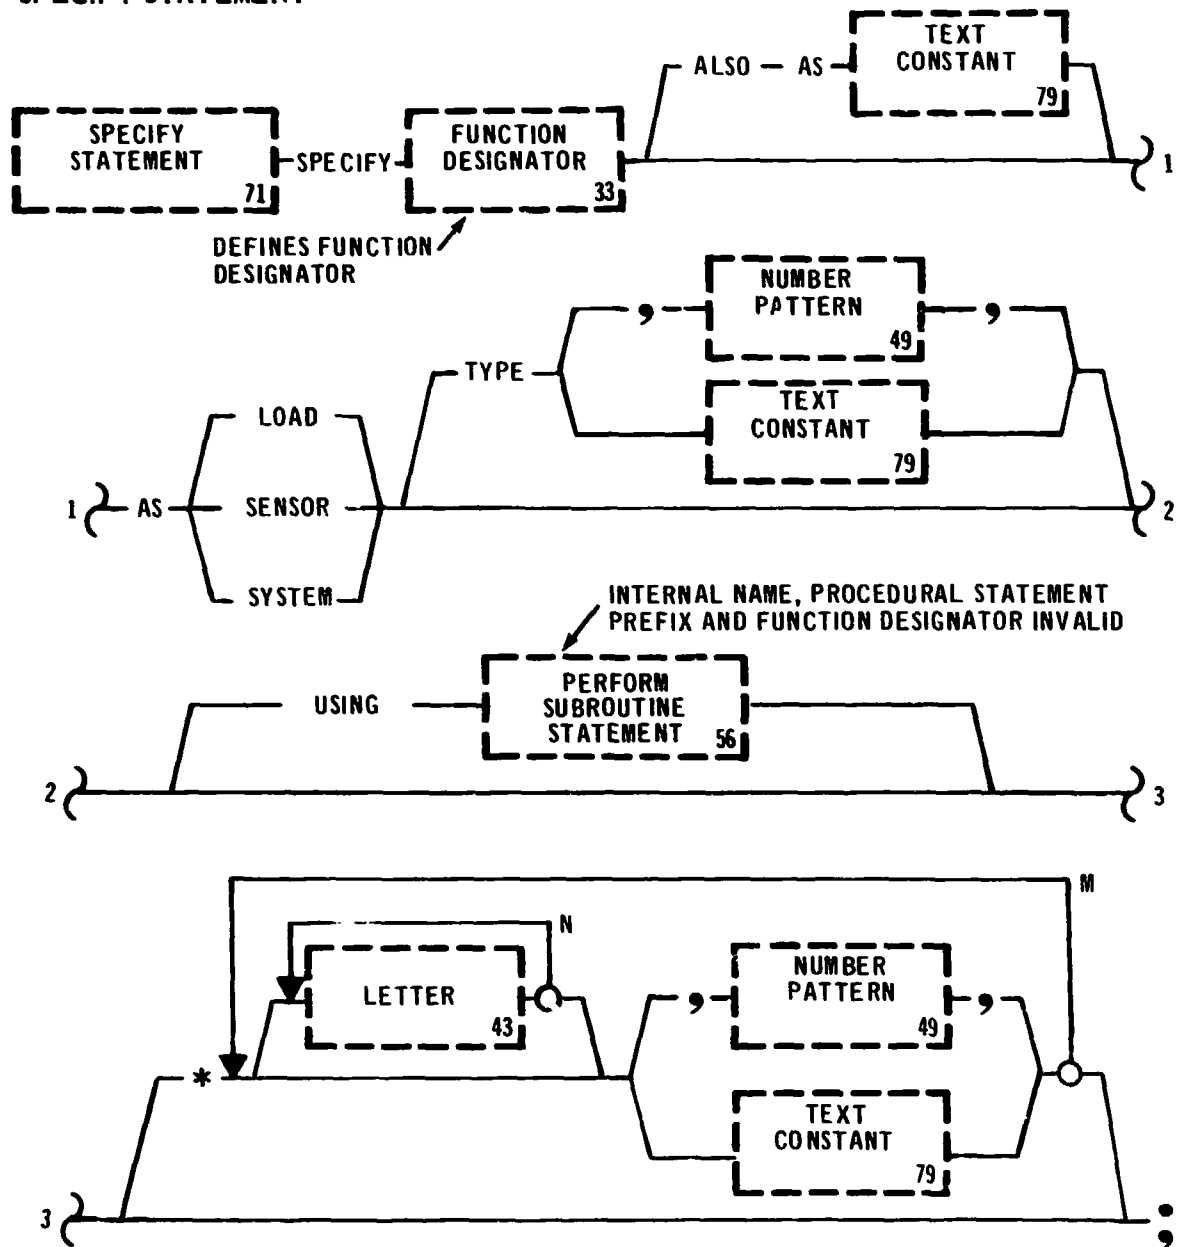 SPECIFY STATEMENT
ALSO — AS
TEXT
CONSTANT
79
SPECIFY
STATEMENT
71
SPECIFY
FUNCTION
DESIGNATOR
33
1
DEFINES FUNCTION
DESIGNATOR
TYPE
,
NUMBER
PATTERN
49
,
TEXT
CONSTANT
79
1
AS
LOAD
SENSOR
SYSTEM
2
INTERNAL NAME, PROCEDURAL STATEMENT
PREFIX AND FUNCTION DESIGNATOR INVALID
USING
PERFORM
SUBROUTINE
STATEMENT
56
2
3
M
N
LETTER
43
,
NUMBER
PATTERN
49
,
*
TEXT
CONSTANT
79
3
;